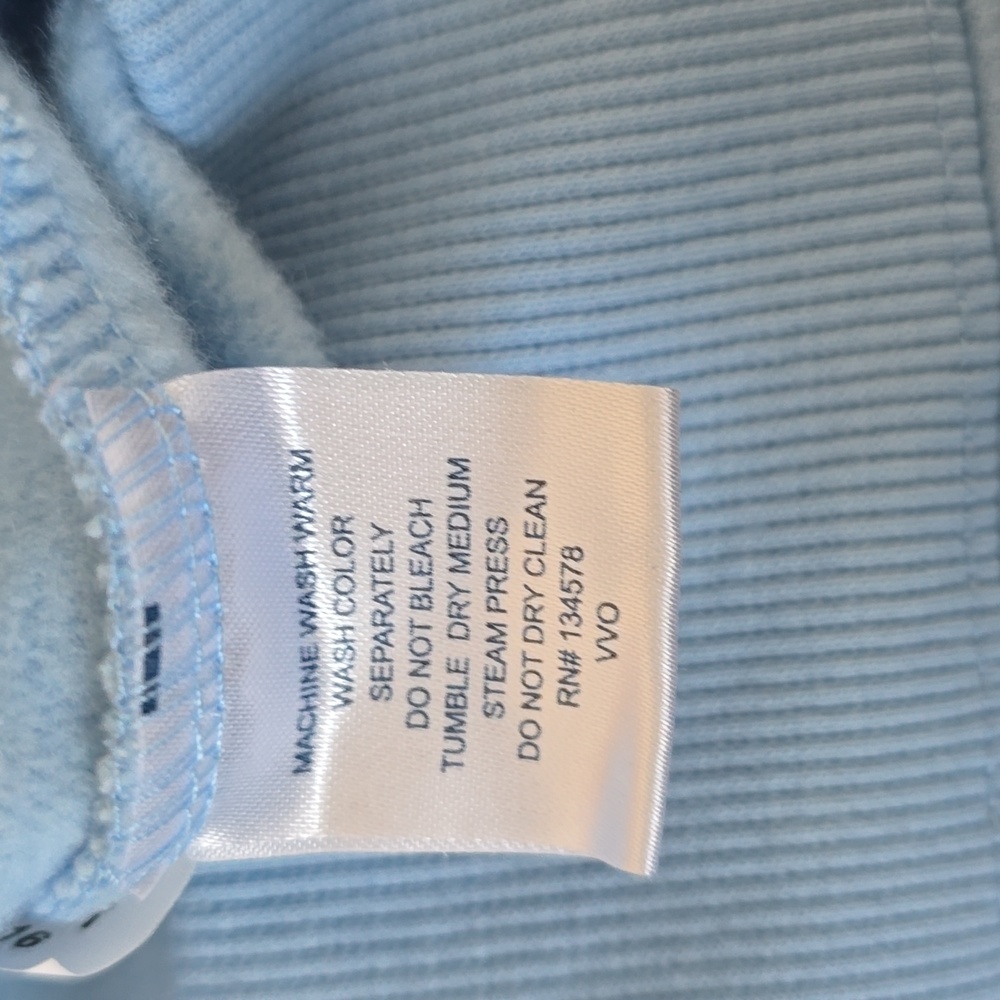 MACHINE WASH WARM
WASH COLOR
SEPARATELY
DO NOT BLEACH
TUMBLE DRY MEDIUM
STEAM PRESS
DO NOT DRY CLEAN
RN# 134578
VVO
16